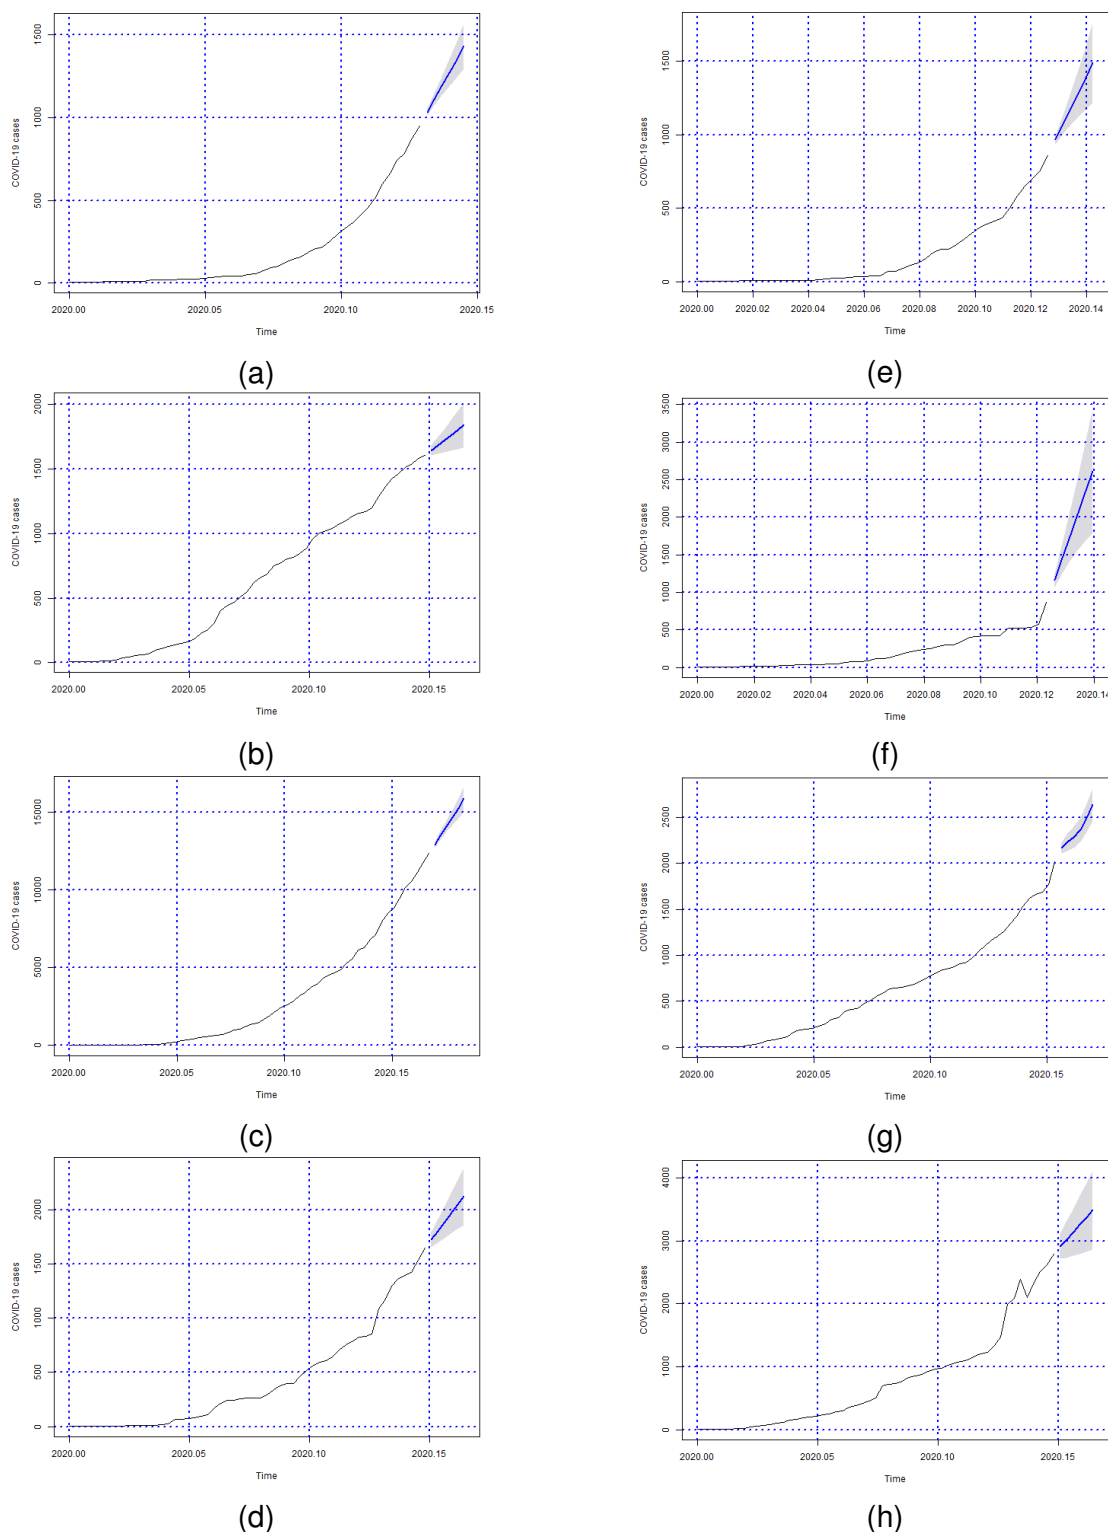 COVID-19 cases
0 500 1000 1500
2020.00 2020.05 2020.10 2020.15
Time
(a)
COVID-19 cases
0 500 1000 1500
2020.00 2020.02 2020.04 2020.06 2020.08 2020.10 2020.12 2020.14
Time
(e)
COVID-19 cases
0 500 1000 1500 2000
2020.00 2020.05 2020.10 2020.15
Time
(b)
COVID-19 cases
0 500 1000 1500 2000 2500 3000 3500
2020.00 2020.02 2020.04 2020.06 2020.08 2020.10 2020.12 2020.14
Time
(f)
COVID-19 cases
0 5000 10000 15000
2020.00 2020.05 2020.10 2020.15
Time
(c)
COVID-19 cases
0 500 1000 1500 2000 2500
2020.00 2020.05 2020.10 2020.15
Time
(g)
COVID-19 cases
0 500 1000 1500 2000
2020.00 2020.05 2020.10 2020.15
Time
(d)
COVID-19 cases
0 1000 2000 3000 4000
2020.00 2020.05 2020.10 2020.15
Time
(h)